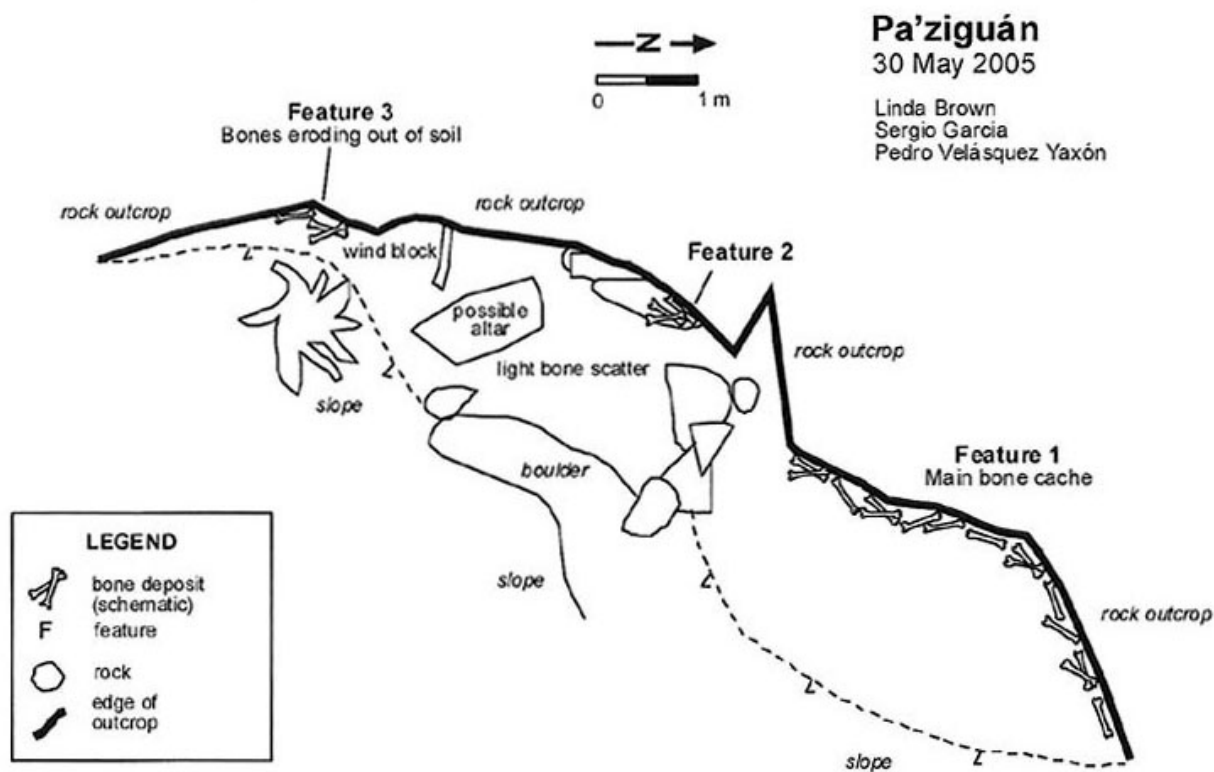 Pa'ziguán
30 May 2005
Linda Brown
Sergio Garcia
Pedro Velásquez Yaxón
N
0 1 m
Feature 3
Bones eroding out of soil
rock outcrop
rock outcrop
wind block
Feature 2
possible
altar
rock outcrop
light bone scatter
slope
boulder
Feature 1
Main bone cache
slope
rock outcrop
slope
LEGEND
bone deposit
(schematic)
F feature
rock
edge of
outcrop